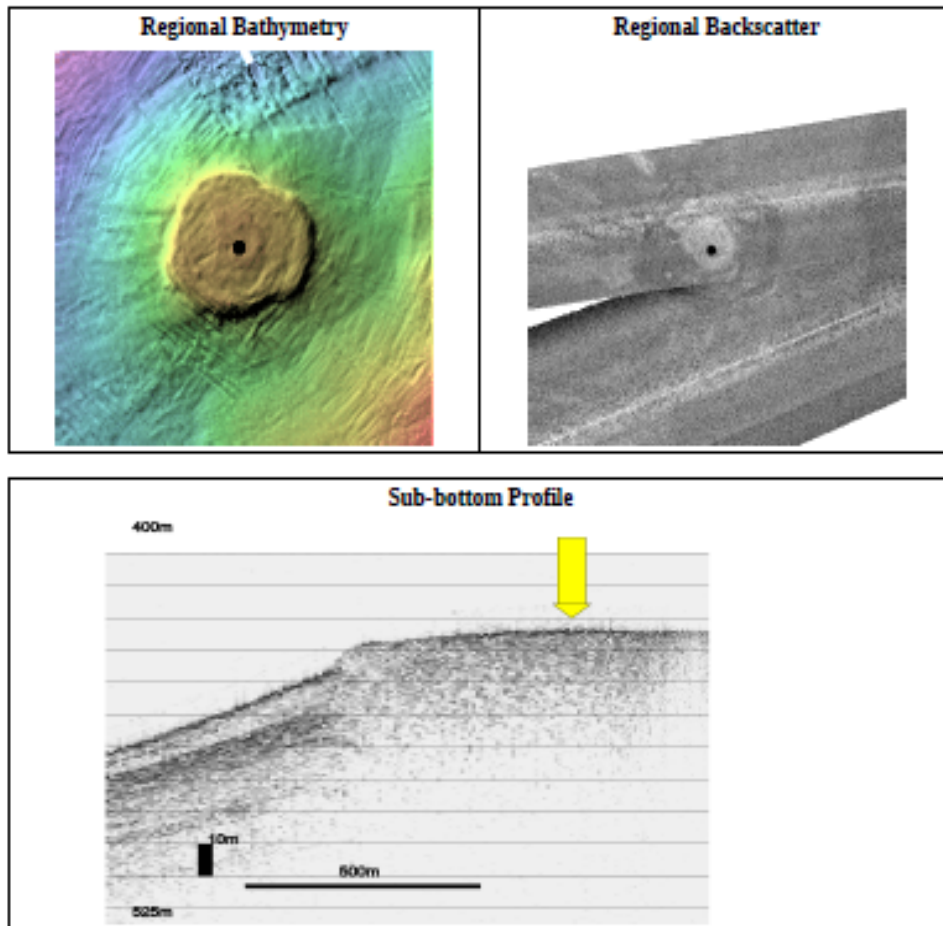 Regional Bathymetry
Regional Backscatter
Sub-bottom Profile
400m
10m
500m
525m